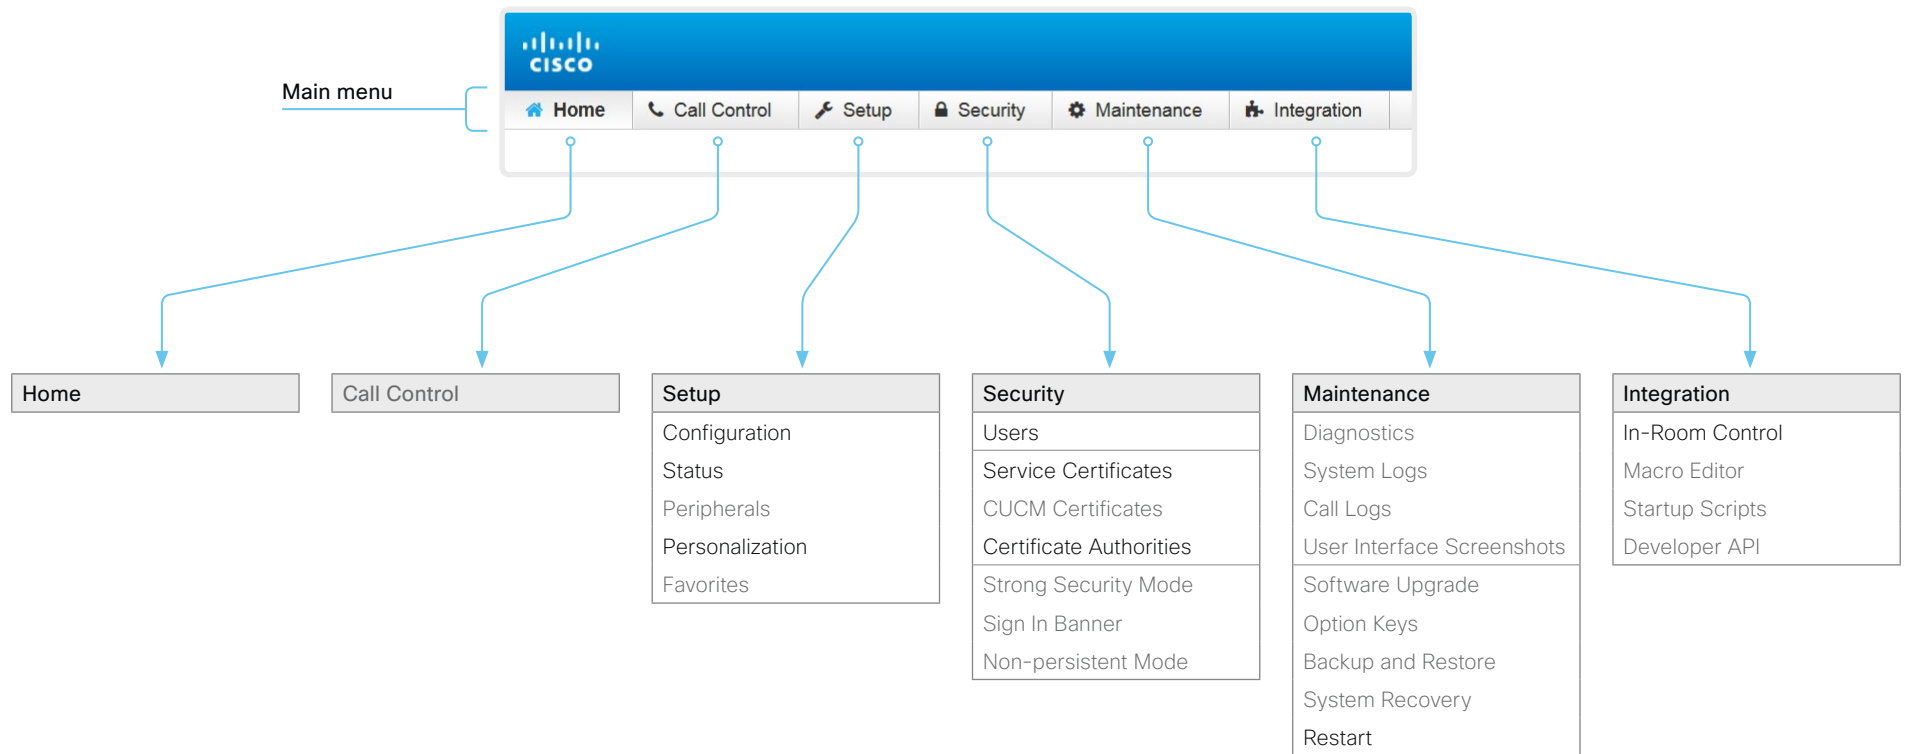 CISCO
Main menu
Home
Call Control
Setup
Security
Maintenance
Integration
Home
Call Control
Setup
Configuration
Status
Peripherals
Personalization
Favorites
Security
Users
Service Certificates
CUCM Certificates
Certificate Authorities
Strong Security Mode
Sign In Banner
Non-persistent Mode
Maintenance
Diagnostics
System Logs
Call Logs
User Interface Screenshots
Software Upgrade
Option Keys
Backup and Restore
System Recovery
Restart
Integration
In-Room Control
Macro Editor
Startup Scripts
Developer API